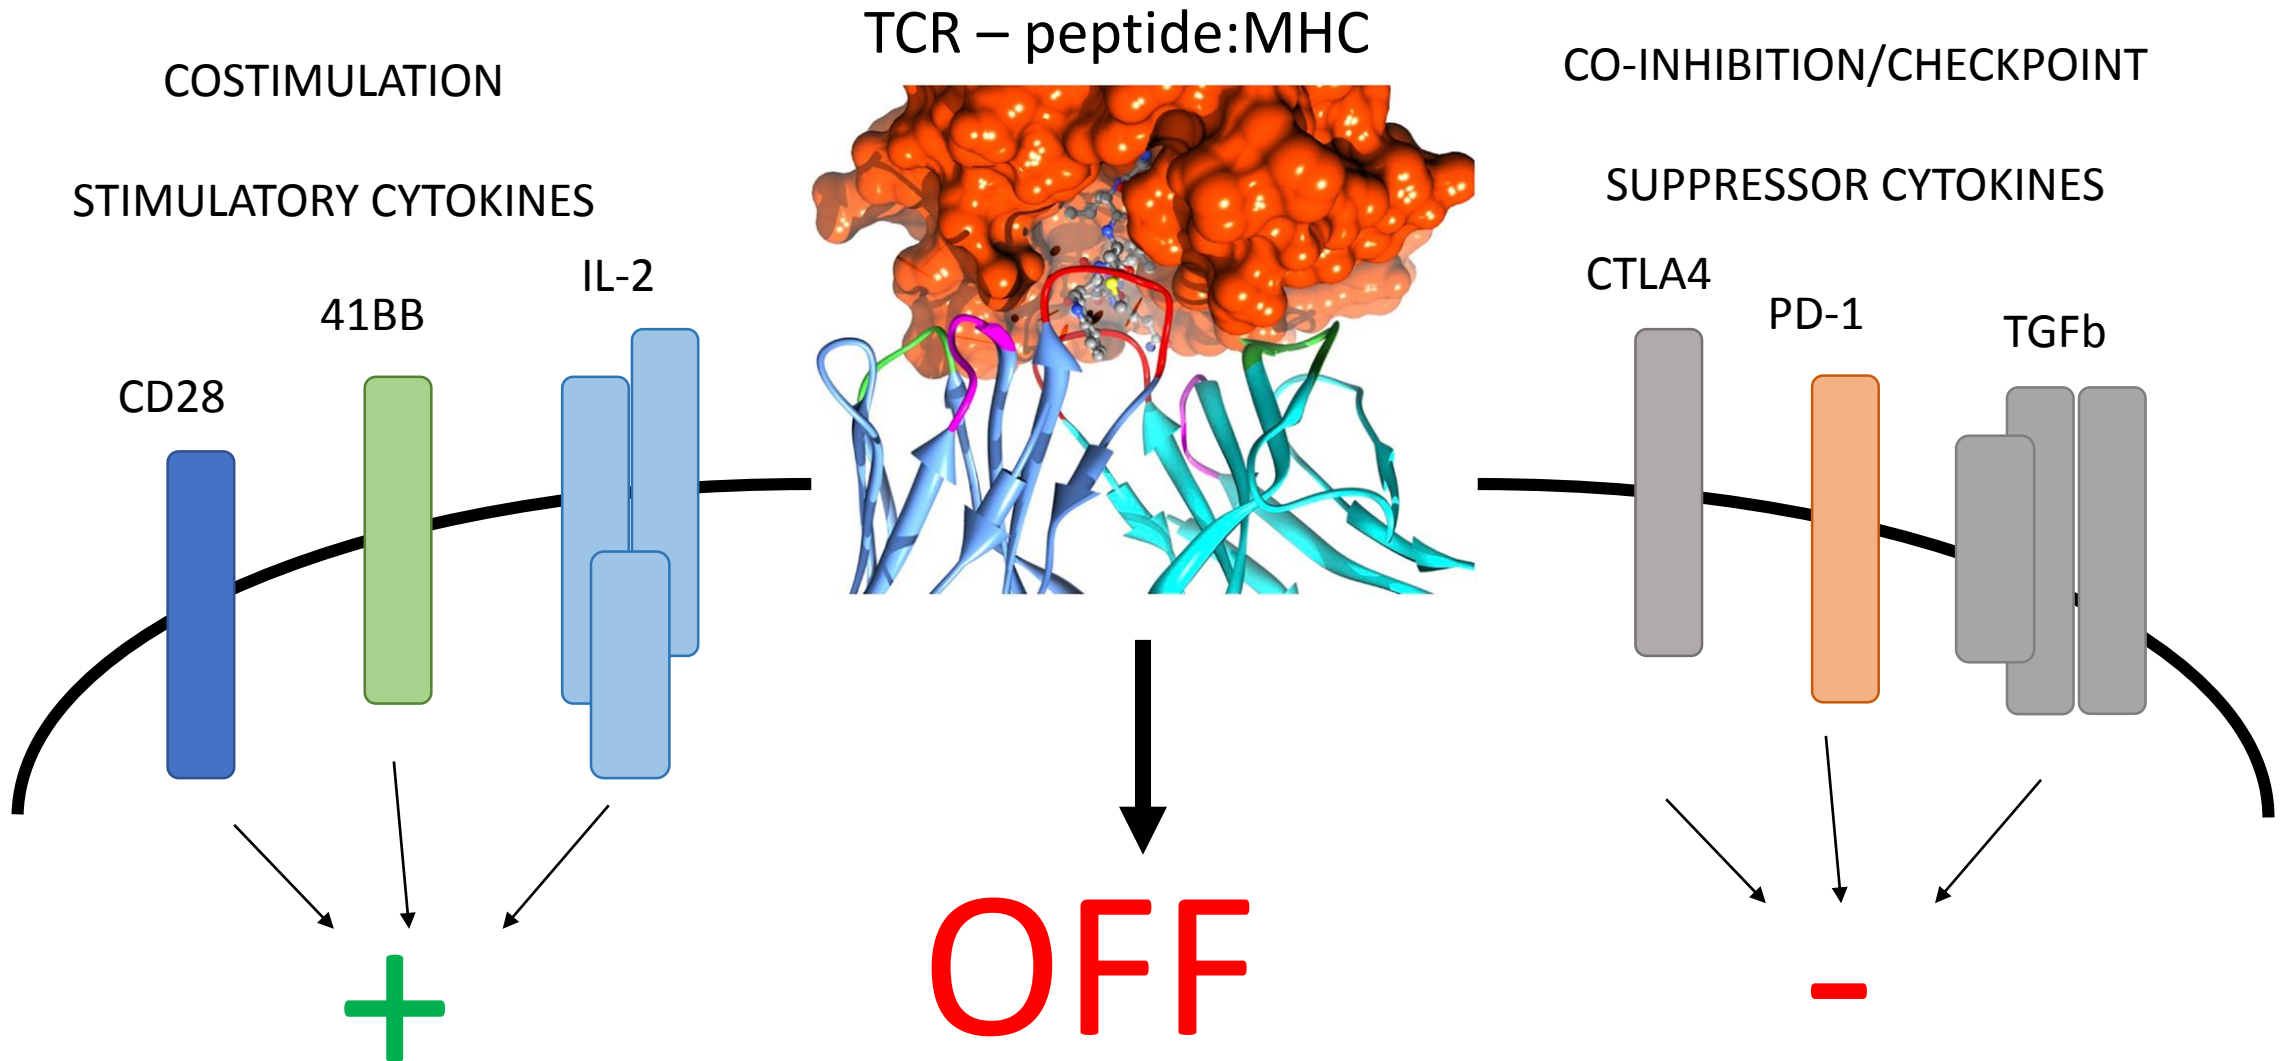 TCR – peptide:MHC
COSTIMULATION
STIMULATORY CYTOKINES
CD28
41BB
IL-2
CO-INHIBITION/CHECKPOINT
SUPPRESSOR CYTOKINES
CTLA4
PD-1
TGFb
+
OFF
-